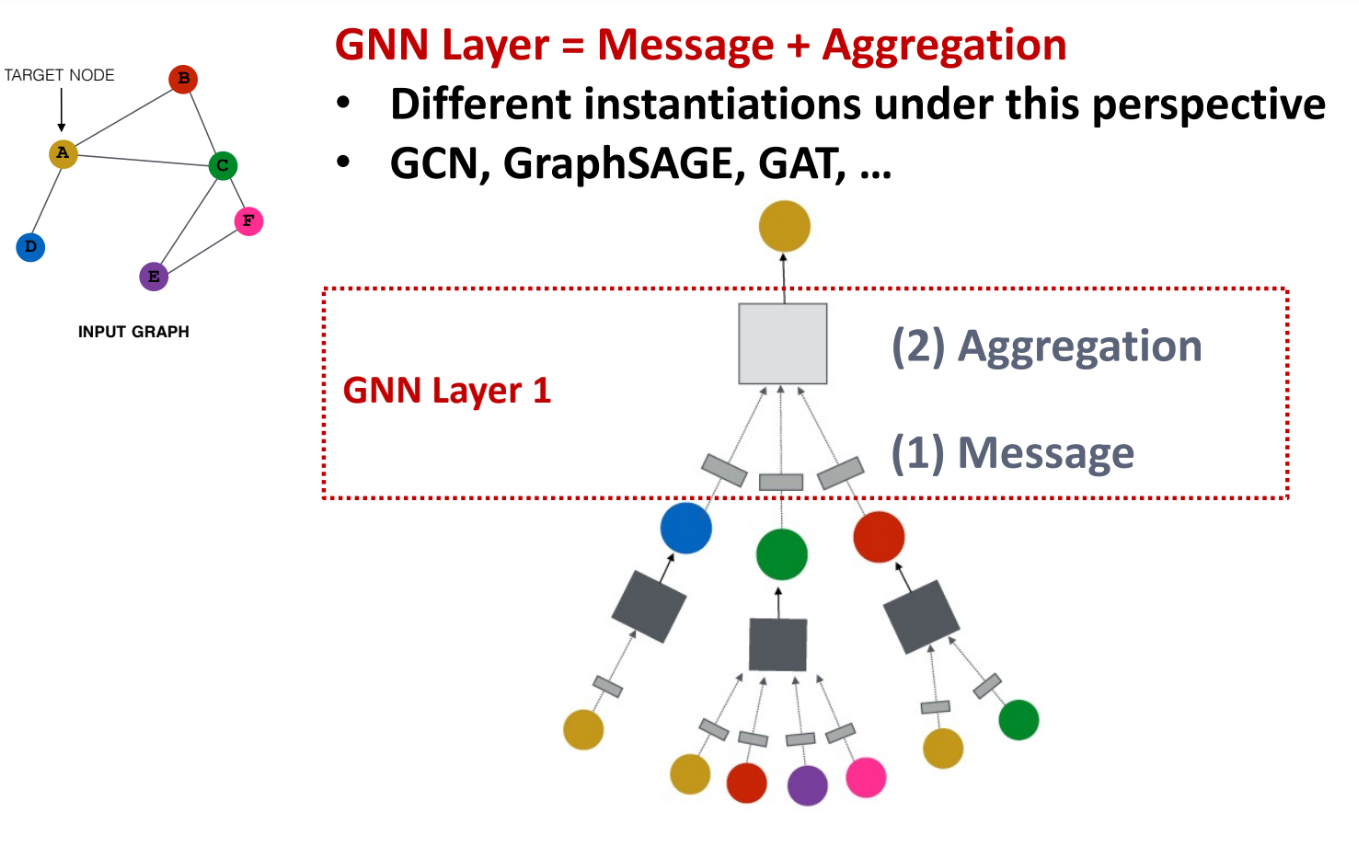 GNN Layer = Message + Aggregation
• Different instantiations under this perspective
• GCN, GraphSAGE, GAT, …
TARGET NODE
B
A
C
F
D
E
INPUT GRAPH
(2) Aggregation
GNN Layer 1
(1) Message